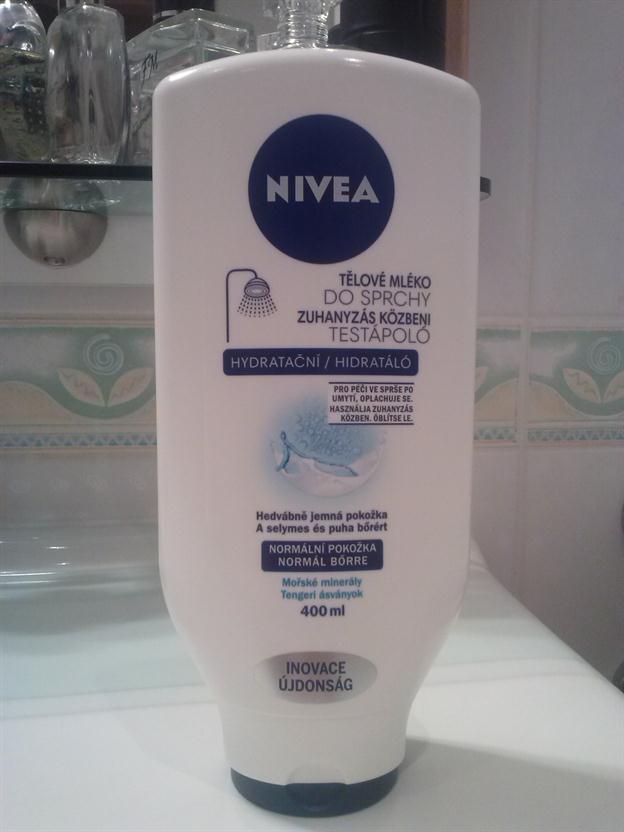 NIVEA
TĚLOVÉ MLÉKO
DO SPRCHY
ZUHANYZÁS KÖZBENI
TESTÁPOLÓ
HYDRATAČNÍ / HIDRATÁLÓ
PRO PÉČI VE SPRŠE PO
UMYTÍ, OPLACHUJE SE.
HASZNÁLJA ZUHANYZÁS
KÖZBEN. ÖBLÍTSE LE.
Hedvábně jemná pokožka
A selymes és puha bőrért
NORMÁLNÍ POKOŽKA
NORMÁL BŐRRE
Mořské minerály
Tengeri ásványok
400 ml
INOVACE
ÚJDONSÁG